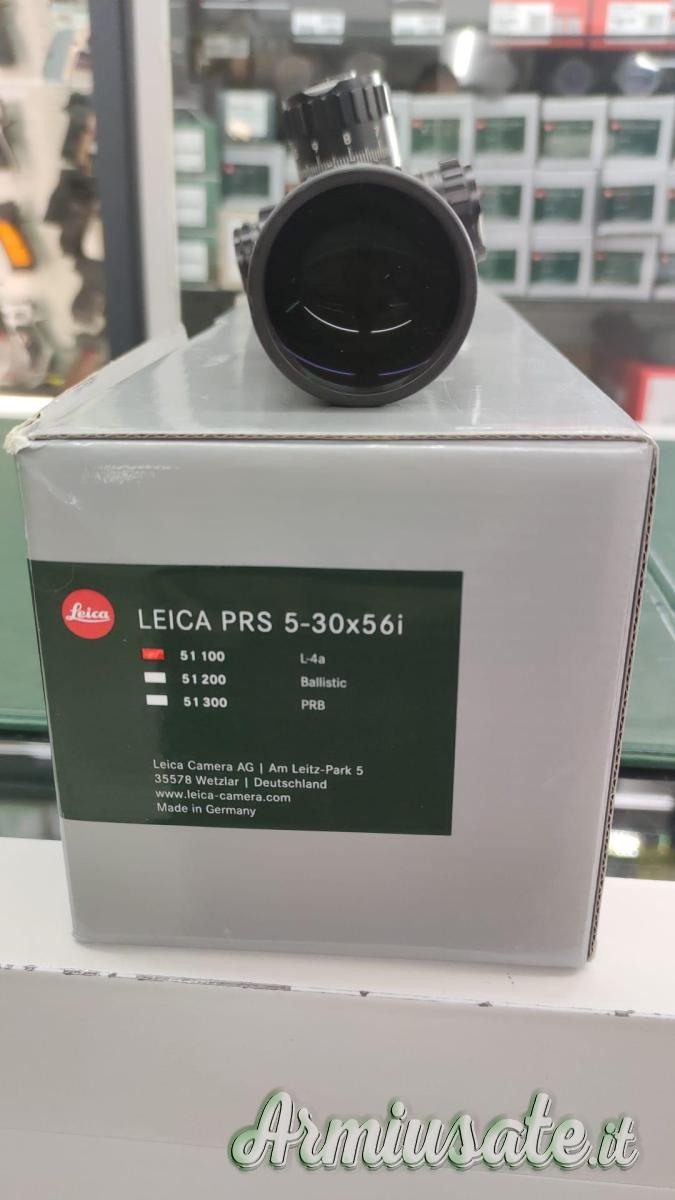 Leica
LEICA PRS 5-30x56i
51 100 L-4a
51 200 Ballistic
51 300 PRB
Leica Camera AG | Am Leitz-Park 5
35578 Wetzlar | Deutschland
www.leica-camera.com
Made in Germany
Armiusate.it